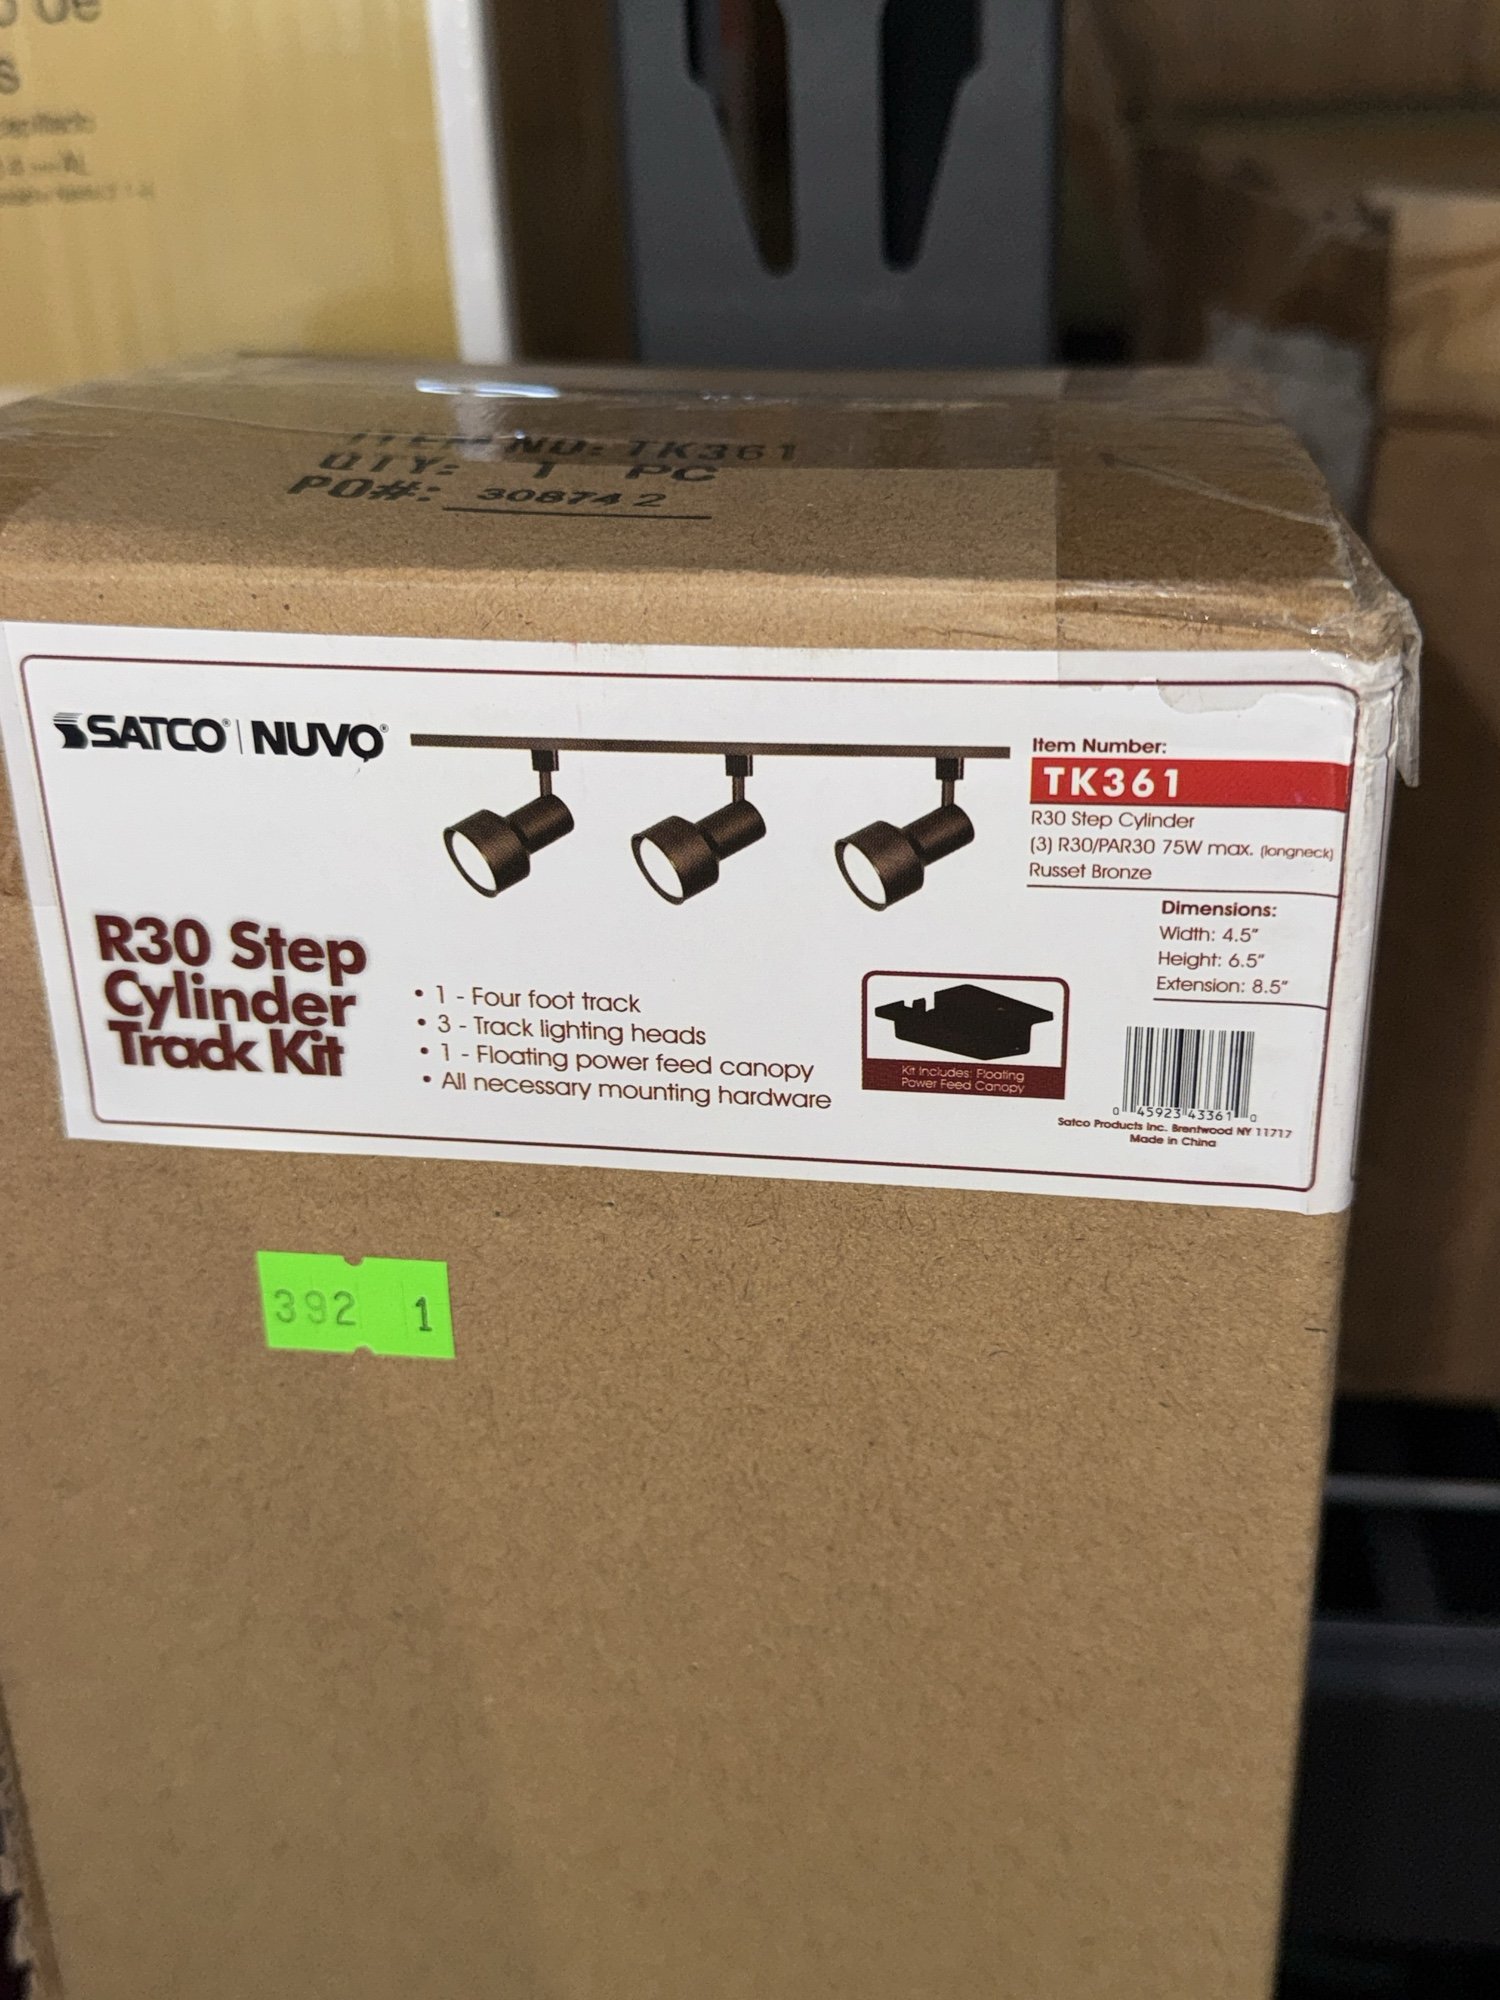 de
s
ITEM NO: TK361
QTY: 1 PC
PO#: 308742
SATCO® | NUVO®
Item Number:
TK361
R30 Step Cylinder
(3) R30/PAR30 75W max. (longneck)
Russet Bronze
Dimensions:
Width: 4.5"
Height: 6.5"
Extension: 8.5"
R30 Step
Cylinder
Track Kit
• 1 - Four foot track
• 3 - Track lighting heads
• 1 - Floating power feed canopy
• All necessary mounting hardware
Kit Includes: Floating
Power Feed Canopy
0 45923 43361 0
Satco Products Inc. Brentwood NY 11717
Made in China
392 1